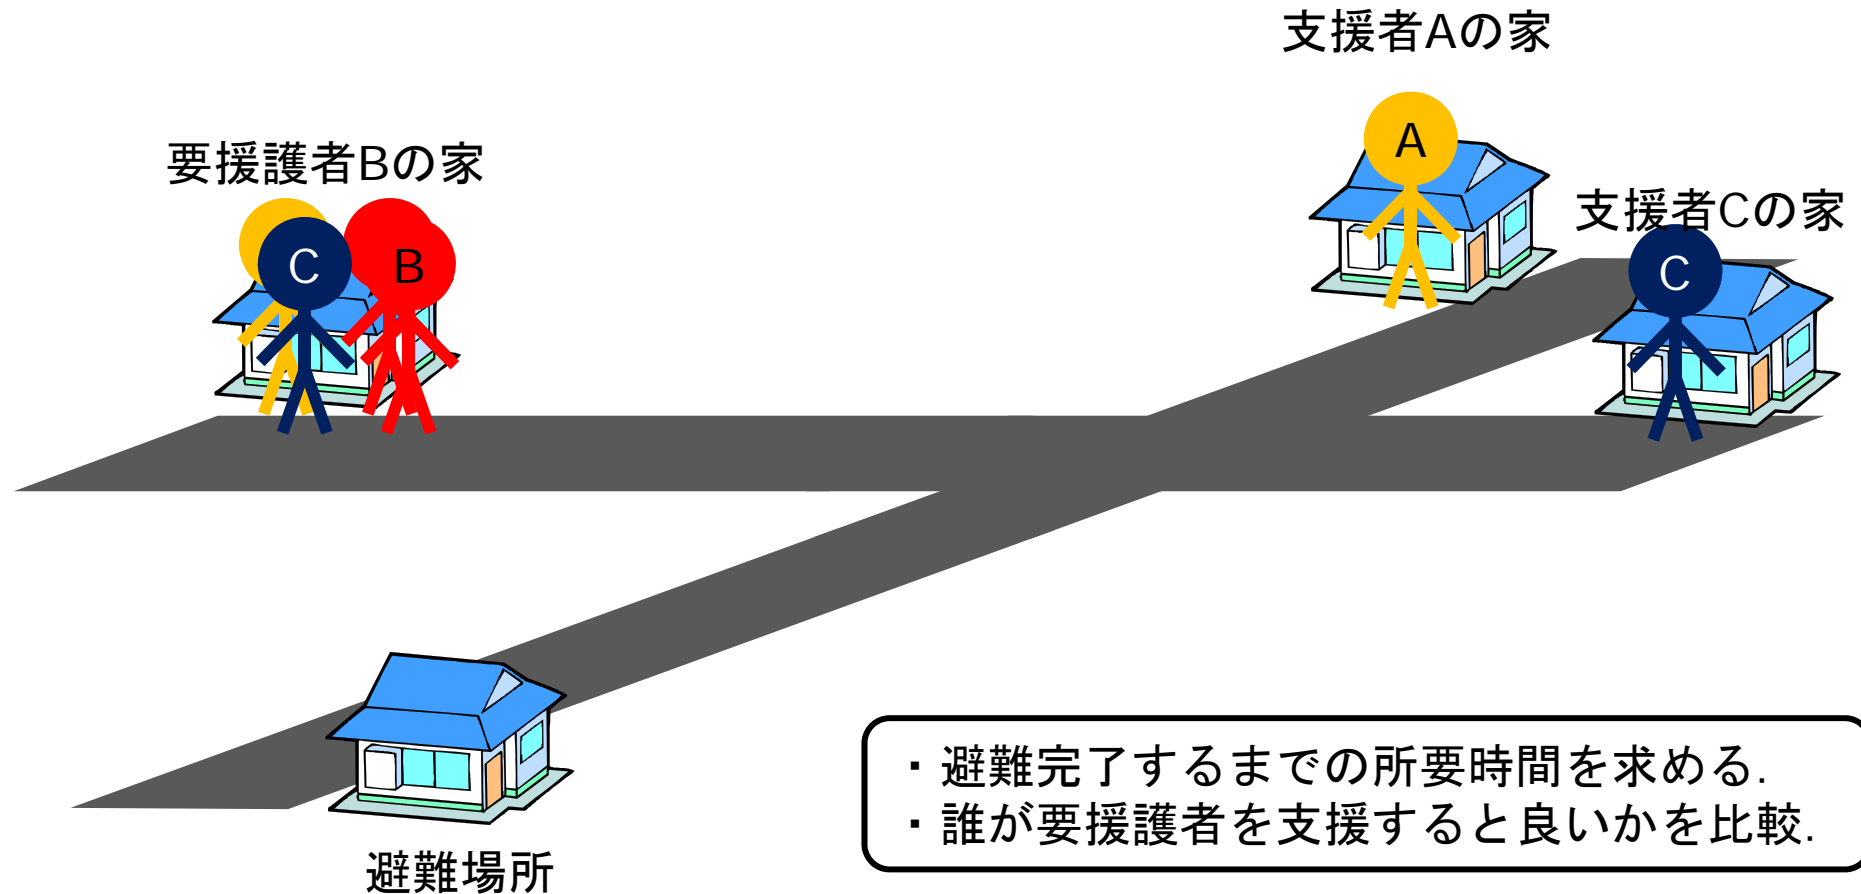 支援者Aの家
A
要援護者Bの家
支援者Cの家
C
B
C
・避難完了するまでの所要時間を求める.
・誰が要援護者を支援すると良いかを比較.
避難場所